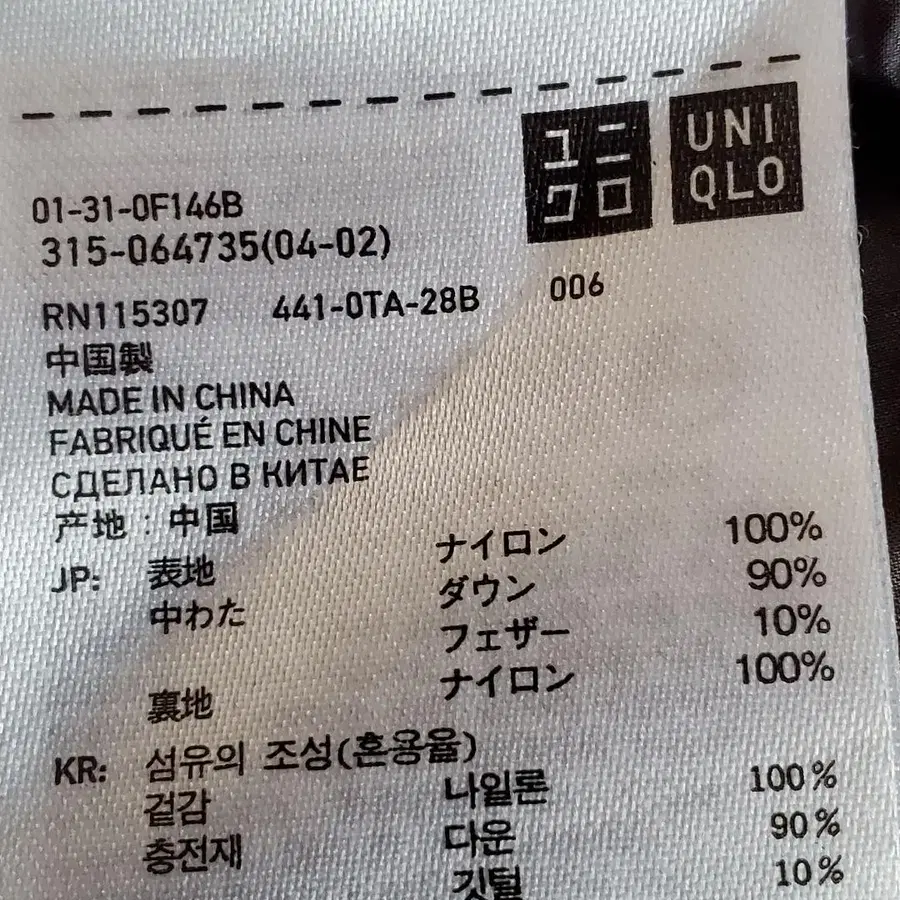 ユニ
クロ
UNI
QLO
01-31-0F146B
315-064735(04-02)
RN115307 441-0TA-28B 006
中国製
MADE IN CHINA
FABRIQUÉ EN CHINE
СДЕЛАНО В КИТАЕ
产地：中国
JP: 表地 ナイロン 100%
中わた ダウン 90%
フェザー 10%
裏地 ナイロン 100%
KR: 섬유의 조성(혼용율)
겉감 나일론 100%
충전재 다운 90%
깃털 10%